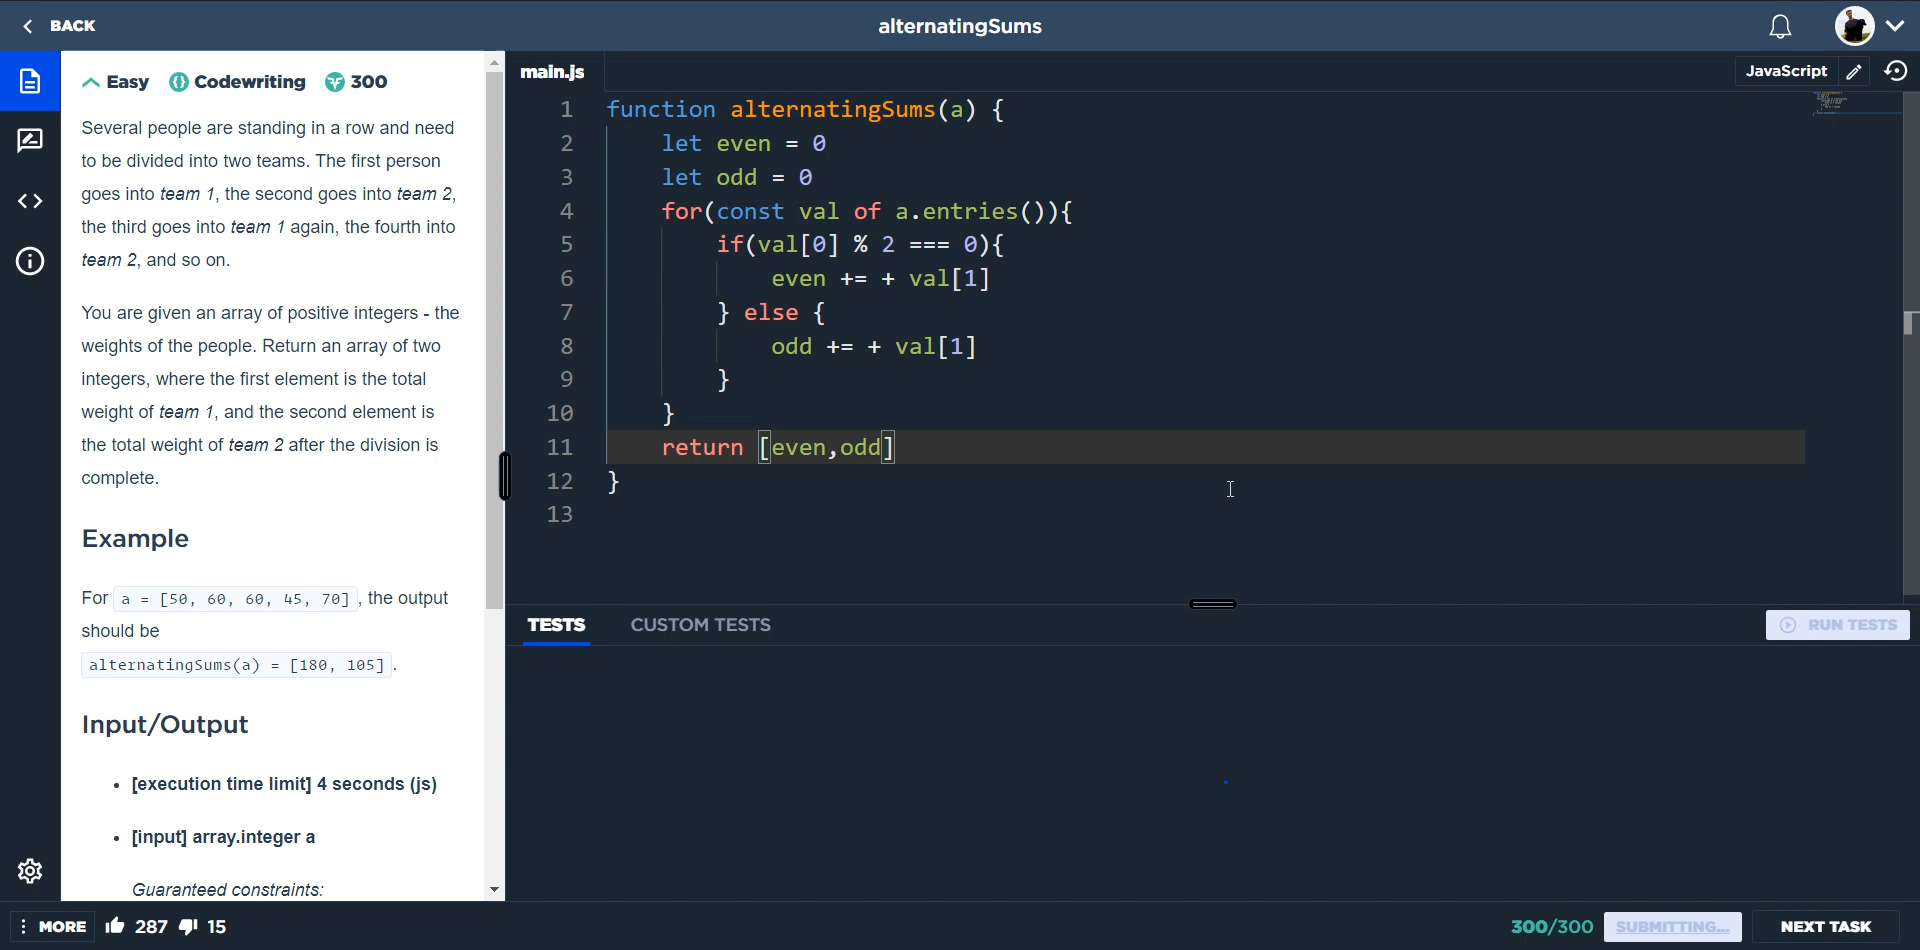 BACK
alternatingSums
Easy Codewriting 300
Several people are standing in a row and need
to be divided into two teams. The first person
goes into team 1, the second goes into team 2,
the third goes into team 1 again, the fourth into
team 2, and so on.
You are given an array of positive integers - the
weights of the people. Return an array of two
integers, where the first element is the total
weight of team 1, and the second element is
the total weight of team 2 after the division is
complete.
Example
For a = [50, 60, 60, 45, 70], the output
should be
alternatingSums(a) = [180, 105].
Input/Output
• [execution time limit] 4 seconds (js)
• [input] array.integer a
Guaranteed constraints:
main.js
JavaScript
1 function alternatingSums(a) {
2 let even = 0
3 let odd = 0
4 for(const val of a.entries()){
5 if(val[0] % 2 === 0){
6 even += + val[1]
7 } else {
8 odd += + val[1]
9 }
10 }
11 return [even,odd]
12 }
13
TESTS CUSTOM TESTS
RUN TESTS
MORE 287 15
300/300 SUBMITTING... NEXT TASK